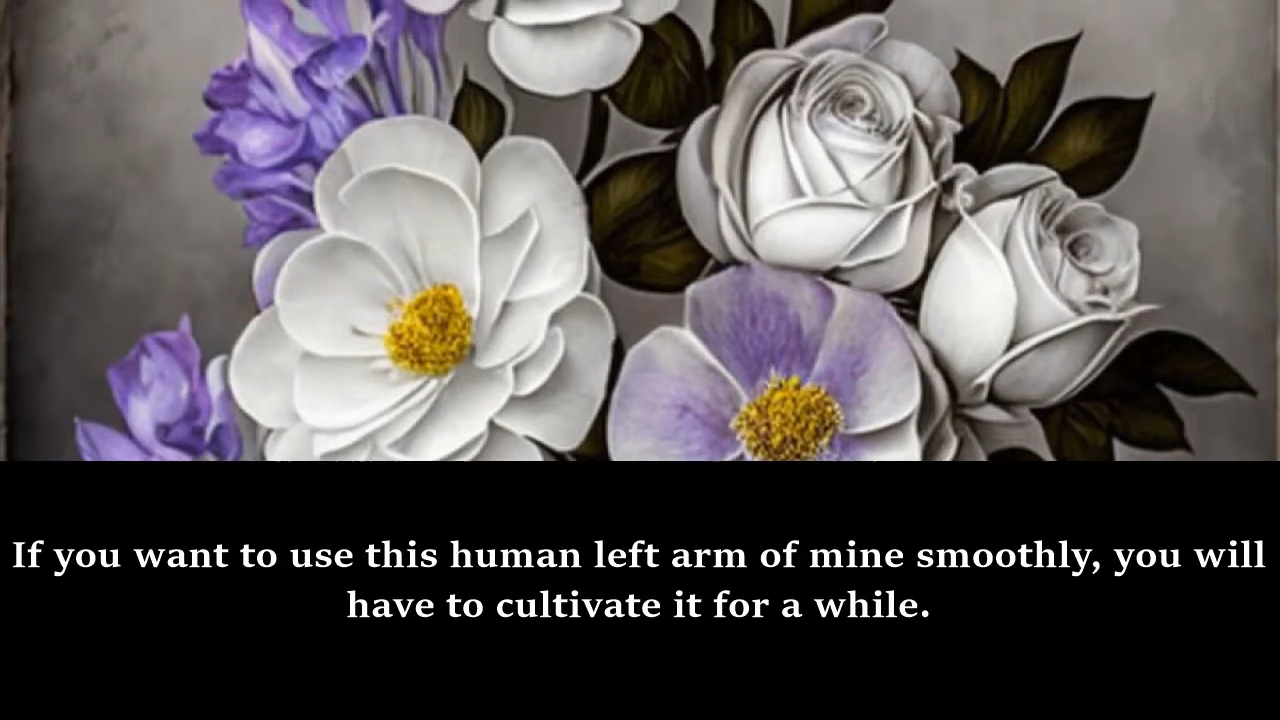 If you want to use this human left arm of mine smoothly, you will
have to cultivate it for a while.